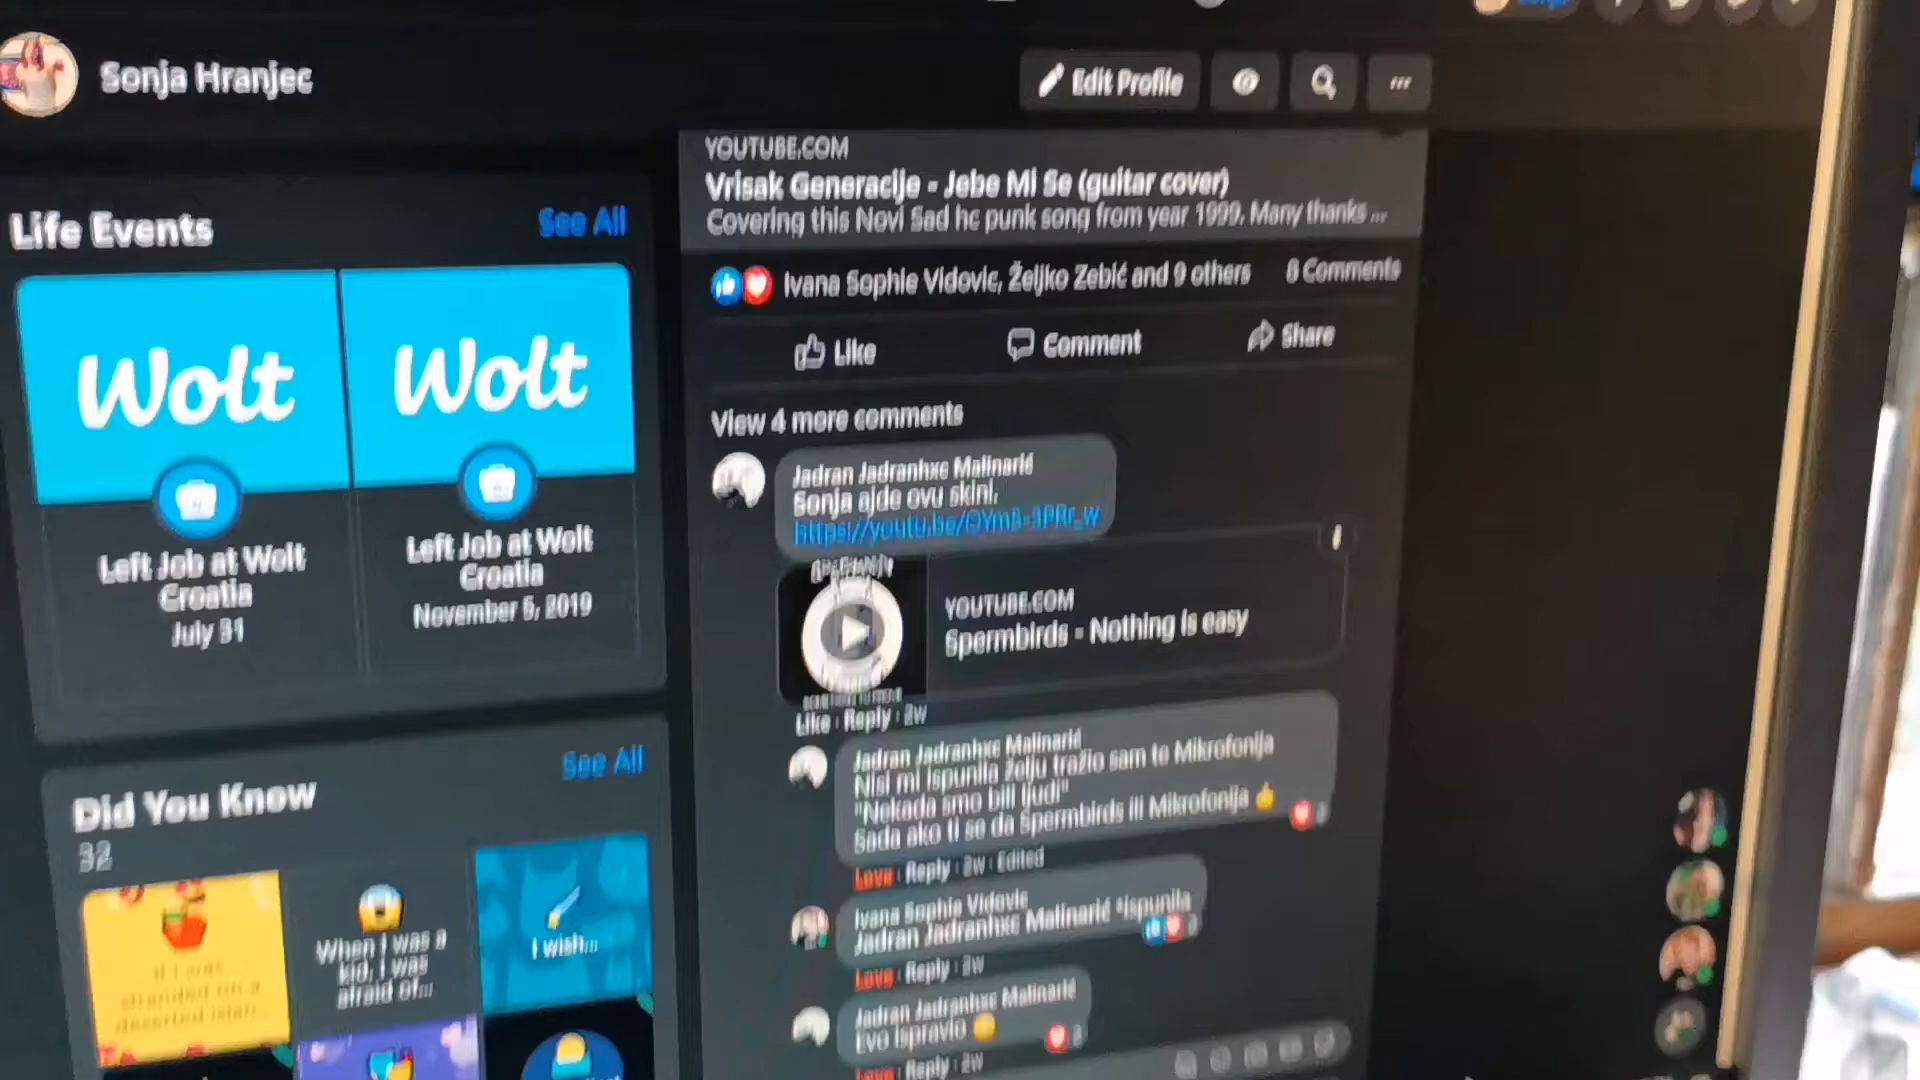 Sonja Hranjec
Edit Profile
Life Events
See All
Wolt
Wolt
Left Job at Wolt
Croatia
July 31
Left Job at Wolt
Croatia
November 5, 2019
Did You Know
See All
32
If I was
stranded on a
deserted island...
When I was a
kid, I was
afraid of...
I wish...
YOUTUBE.COM
Vrisak Generacije - Jebe Mi Se (guitar cover)
Covering this Novi Sad hc punk song from year 1999. Many thanks ...
Ivana Sophie Vidovic, Željko Zebić and 9 others
8 Comments
Like
Comment
Share
View 4 more comments
Jadran Jadranhxc Malinarić
Sonja ajde ovu skini.
YOUTUBE.COM
Spermbirds - Nothing is easy
Like · Reply · 2w
Jadran Jadranhxc Malinarić
Nisi mi ispunila želju tražio sam te Mikrofonija
"Nekada smo bili ljudi"
Sada ako ti se da Spermbirds ili Mikrofonija 👍
Love · Reply · 2w · Edited
Ivana Sophie Vidovic
Jadran Jadranhxc Malinarić *ispunila
Love · Reply · 2w
Jadran Jadranhxc Malinarić
Evo ispravio
Love · Reply · 2w